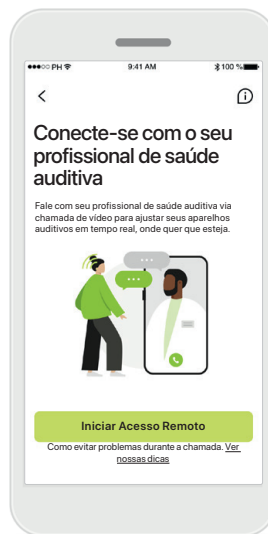 PH 9:41 AM 100 %
Conecte-se com o seu
profissional de saúde
auditiva
Fale com seu profissional de saúde auditiva via
chamada de vídeo para ajustar seus aparelhos
auditivos em tempo real, onde quer que esteja.
Iniciar Acesso Remoto
Como evitar problemas durante a chamada. Ver
nossas dicas